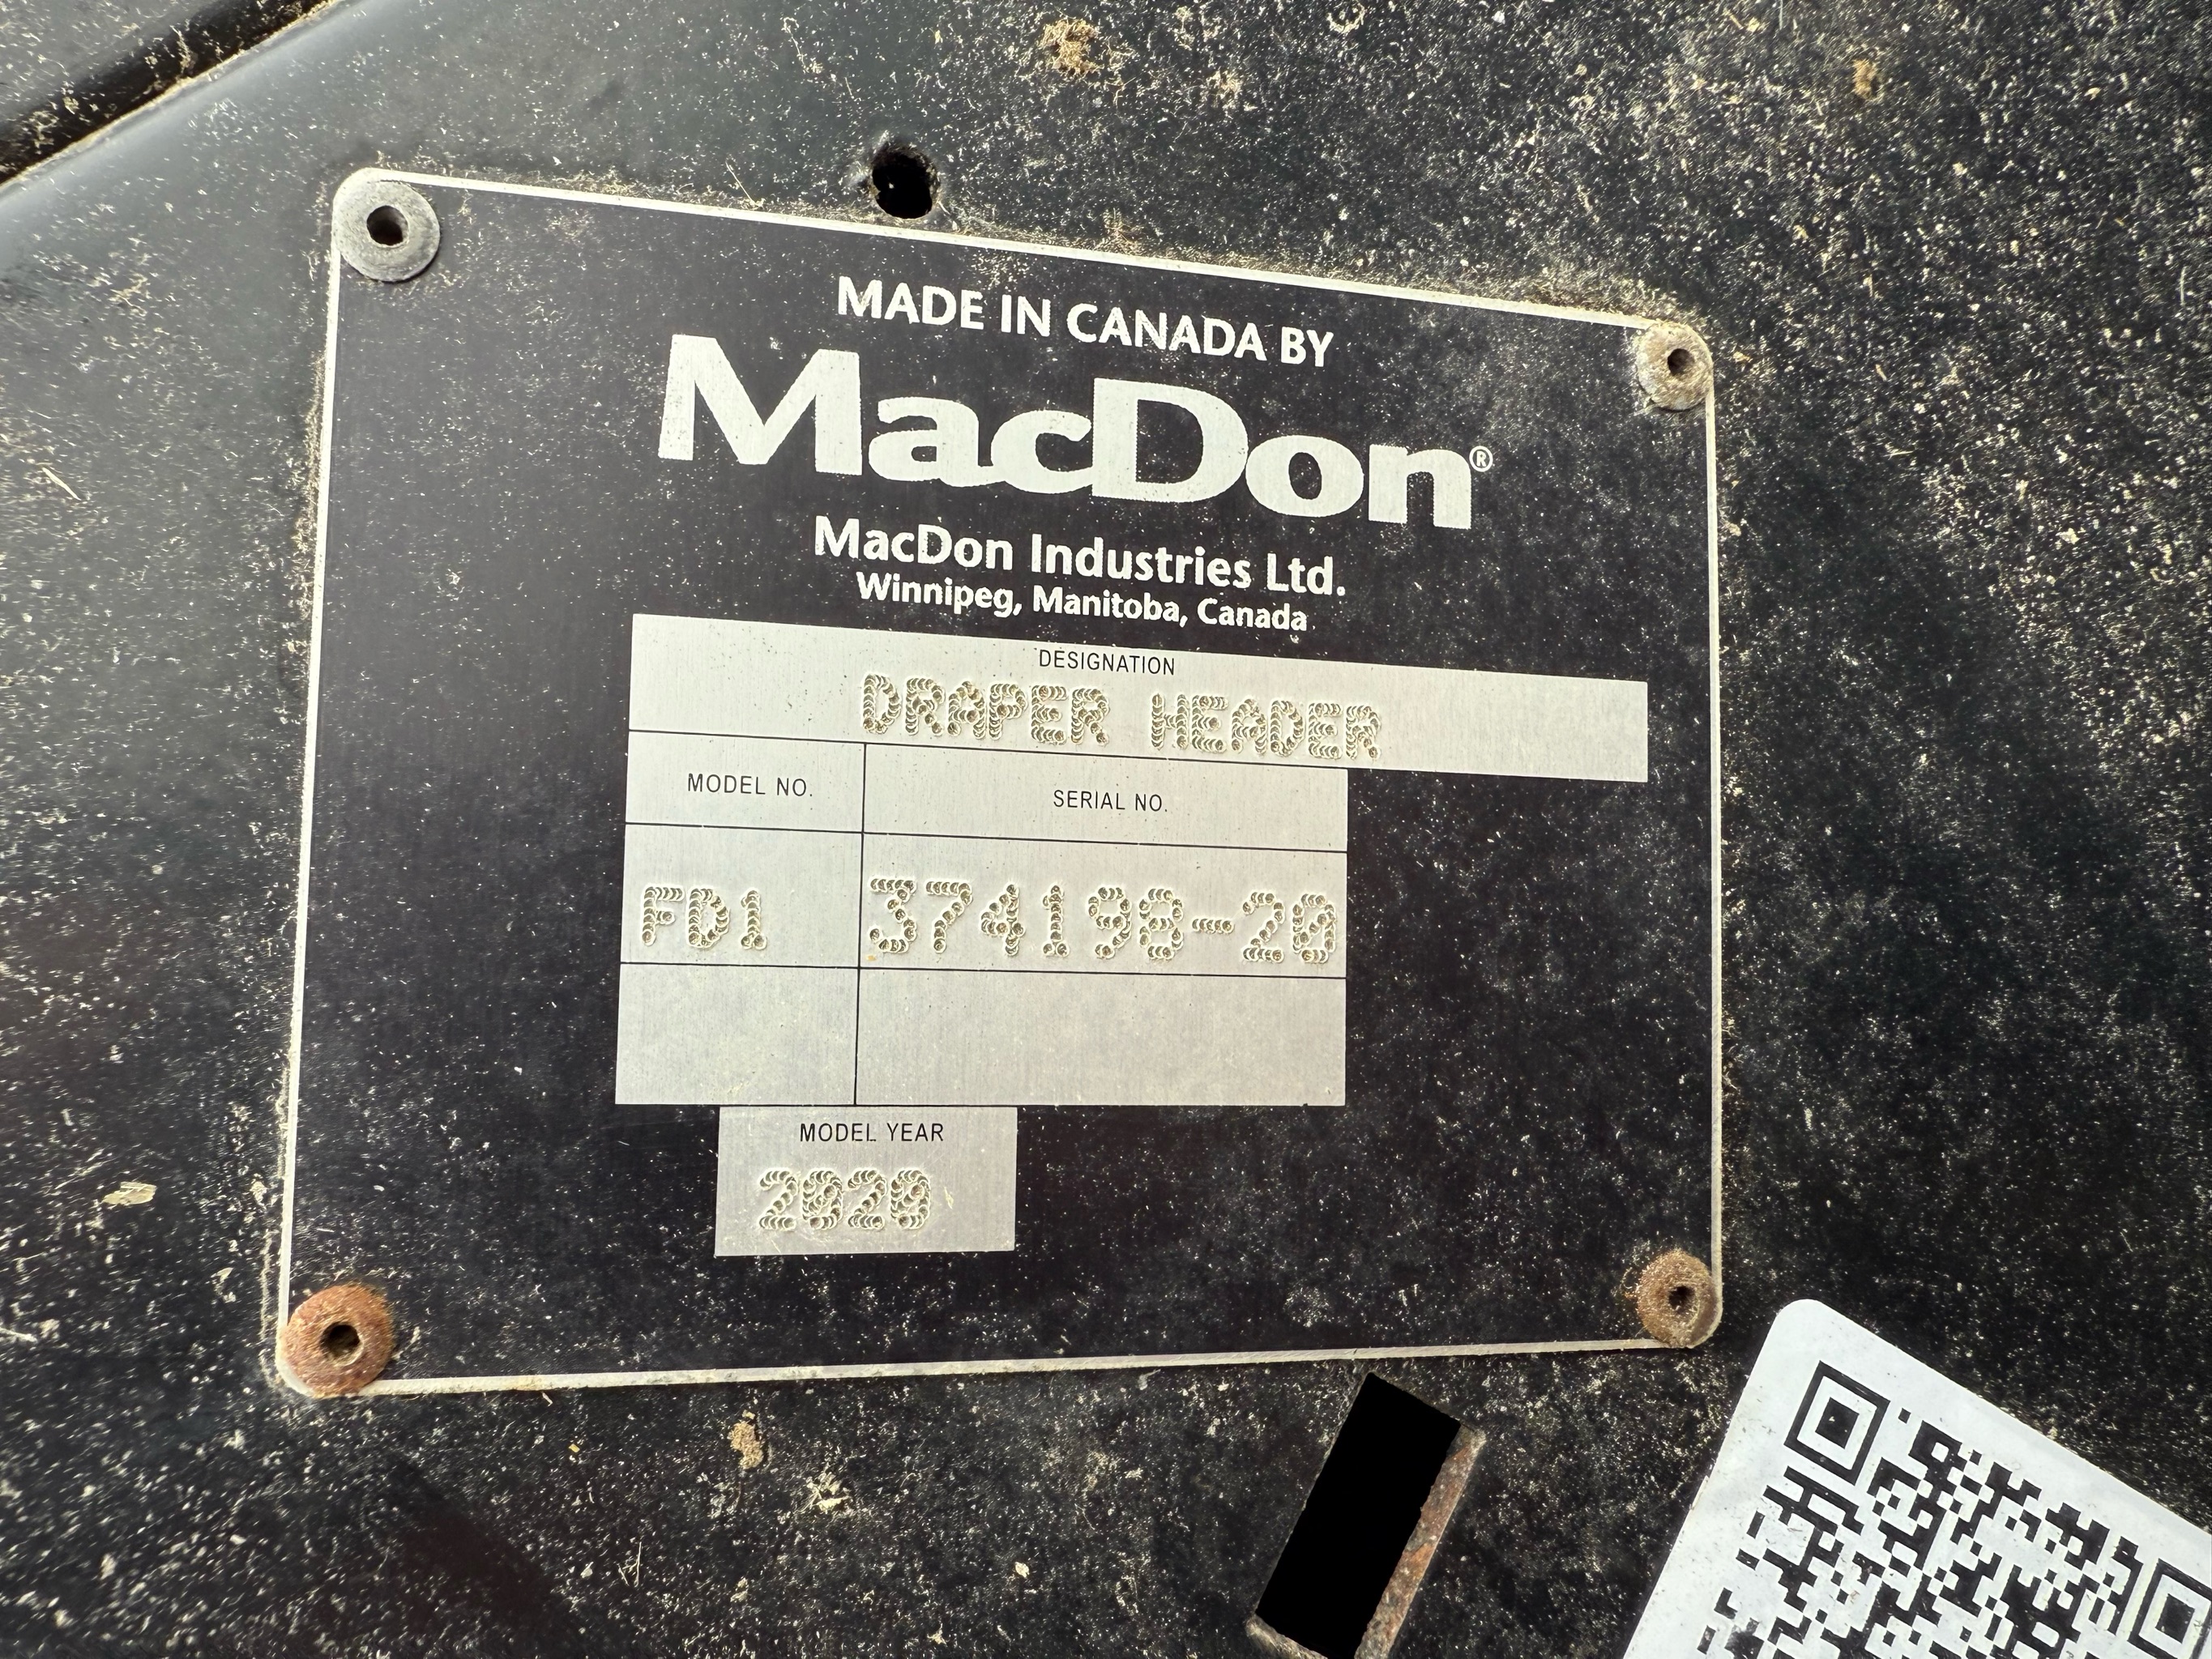 MADE IN CANADA BY
MacDon®
MacDon Industries Ltd.
Winnipeg, Manitoba, Canada
DESIGNATION
DRAPER HEADER
MODEL NO. SERIAL NO.
FD1 374198-20
MODEL YEAR
2020